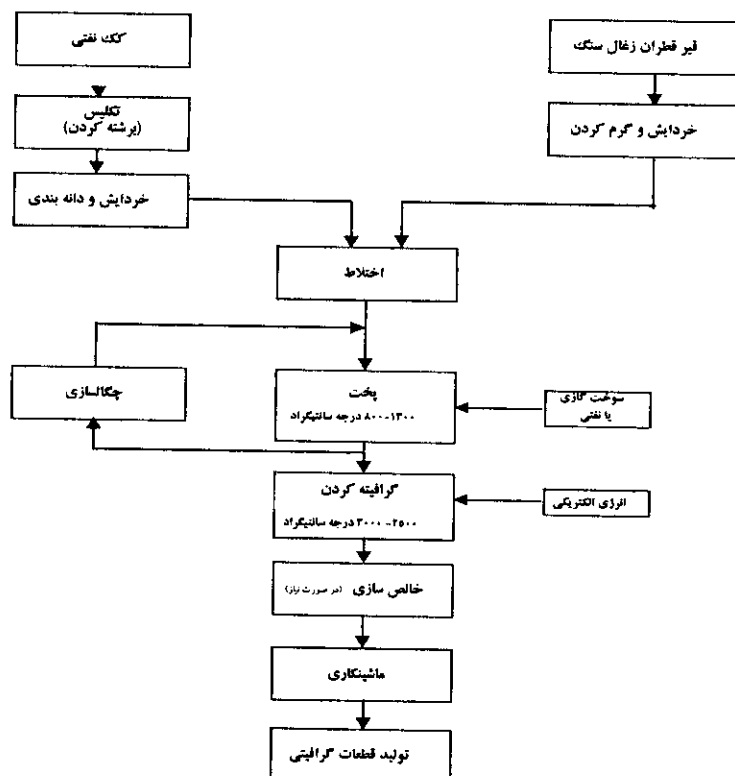 کک نفتی
قیر قطران زغال سنگ
تکلیس
(برشته کردن)
خردایش و گرم کردن
خردایش و دانه بندی
اختلاط
چگالسازی
پخت
۸۰۰-۱۳۰۰ درجه سانتیگراد
سوخت گازی
یا نفتی
گرافیته کردن
۲۵۰۰- ۳۰۰۰ درجه سانتیگراد
انرژی الکتریکی
خالص سازی (در صورت نیاز)
ماشینکاری
تولید قطعات گرافیتی